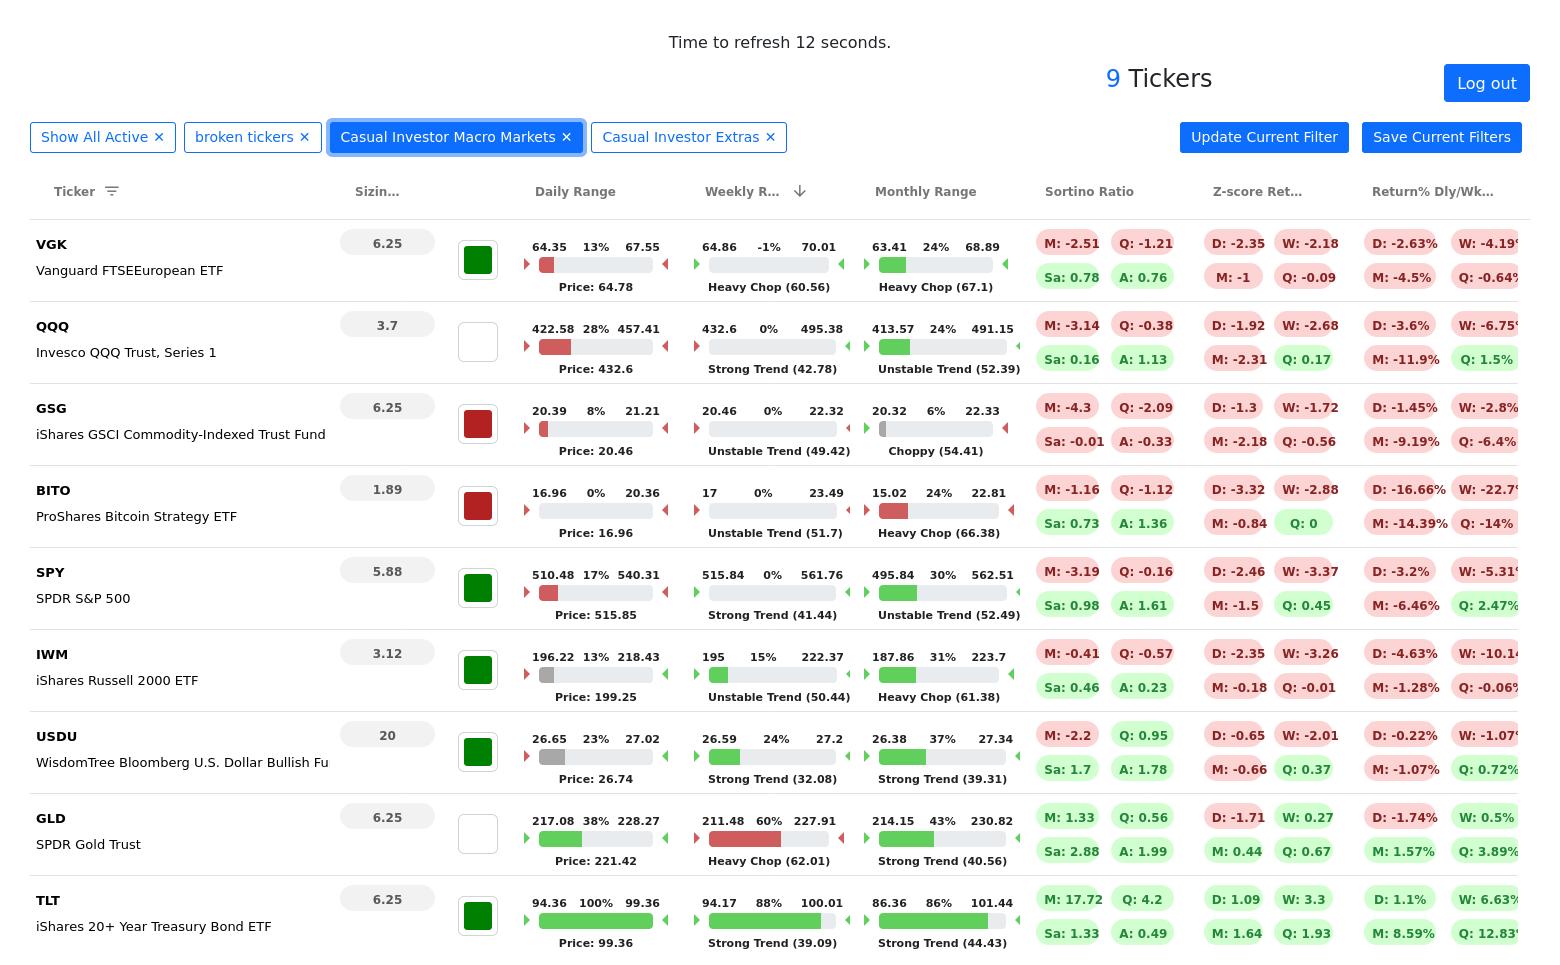 Time to refresh 12 seconds.
9 Tickers
Log out
Show All Active ✕ broken tickers ✕ Casual Investor Macro Markets ✕ Casual Investor Extras ✕ Update Current Filter Save Current Filters
Ticker Sizin... Daily Range Weekly R... Monthly Range Sortino Ratio Z-score Ret... Return% Dly/Wk...
VGK 6.25 64.35 13% 67.55 64.86 -1% 70.01 63.41 24% 68.89 M: -2.51 Q: -1.21 D: -2.35 W: -2.18 D: -2.63% W: -4.19%
Vanguard FTSEEuropean ETF Price: 64.78 Heavy Chop (60.56) Heavy Chop (67.1) Sa: 0.78 A: 0.76 M: -1 Q: -0.09 M: -4.5% Q: -0.64%
QQQ 3.7 422.58 28% 457.41 432.6 0% 495.38 413.57 24% 491.15 M: -3.14 Q: -0.38 D: -1.92 W: -2.68 D: -3.6% W: -6.75%
Invesco QQQ Trust, Series 1 Price: 432.6 Strong Trend (42.78) Unstable Trend (52.39) Sa: 0.16 A: 1.13 M: -2.31 Q: 0.17 M: -11.9% Q: 1.5%
GSG 6.25 20.39 8% 21.21 20.46 0% 22.32 20.32 6% 22.33 M: -4.3 Q: -2.09 D: -1.3 W: -1.72 D: -1.45% W: -2.8%
iShares GSCI Commodity-Indexed Trust Fund Price: 20.46 Unstable Trend (49.42) Choppy (54.41) Sa: -0.01 A: -0.33 M: -2.18 Q: -0.56 M: -9.19% Q: -6.4%
BITO 1.89 16.96 0% 20.36 17 0% 23.49 15.02 24% 22.81 M: -1.16 Q: -1.12 D: -3.32 W: -2.88 D: -16.66% W: -22.7%
ProShares Bitcoin Strategy ETF Price: 16.96 Unstable Trend (51.7) Heavy Chop (66.38) Sa: 0.73 A: 1.36 M: -0.84 Q: 0 M: -14.39% Q: -14%
SPY 5.88 510.48 17% 540.31 515.84 0% 561.76 495.84 30% 562.51 M: -3.19 Q: -0.16 D: -2.46 W: -3.37 D: -3.2% W: -5.31%
SPDR S&P 500 Price: 515.85 Strong Trend (41.44) Unstable Trend (52.49) Sa: 0.98 A: 1.61 M: -1.5 Q: 0.45 M: -6.46% Q: 2.47%
IWM 3.12 196.22 13% 218.43 195 15% 222.37 187.86 31% 223.7 M: -0.41 Q: -0.57 D: -2.35 W: -3.26 D: -4.63% W: -10.14
iShares Russell 2000 ETF Price: 199.25 Unstable Trend (50.44) Heavy Chop (61.38) Sa: 0.46 A: 0.23 M: -0.18 Q: -0.01 M: -1.28% Q: -0.06%
USDU 20 26.65 23% 27.02 26.59 24% 27.2 26.38 37% 27.34 M: -2.2 Q: 0.95 D: -0.65 W: -2.01 D: -0.22% W: -1.07%
WisdomTree Bloomberg U.S. Dollar Bullish Fu Price: 26.74 Strong Trend (32.08) Strong Trend (39.31) Sa: 1.7 A: 1.78 M: -0.66 Q: 0.37 M: -1.07% Q: 0.72%
GLD 6.25 217.08 38% 228.27 211.48 60% 227.91 214.15 43% 230.82 M: 1.33 Q: 0.56 D: -1.71 W: 0.27 D: -1.74% W: 0.5%
SPDR Gold Trust Price: 221.42 Heavy Chop (62.01) Strong Trend (40.56) Sa: 2.88 A: 1.99 M: 0.44 Q: 0.67 M: 1.57% Q: 3.89%
TLT 6.25 94.36 100% 99.36 94.17 88% 100.01 86.36 86% 101.44 M: 17.72 Q: 4.2 D: 1.09 W: 3.3 D: 1.1% W: 6.63%
iShares 20+ Year Treasury Bond ETF Price: 99.36 Strong Trend (39.09) Strong Trend (44.43) Sa: 1.33 A: 0.49 M: 1.64 Q: 1.93 M: 8.59% Q: 12.83%